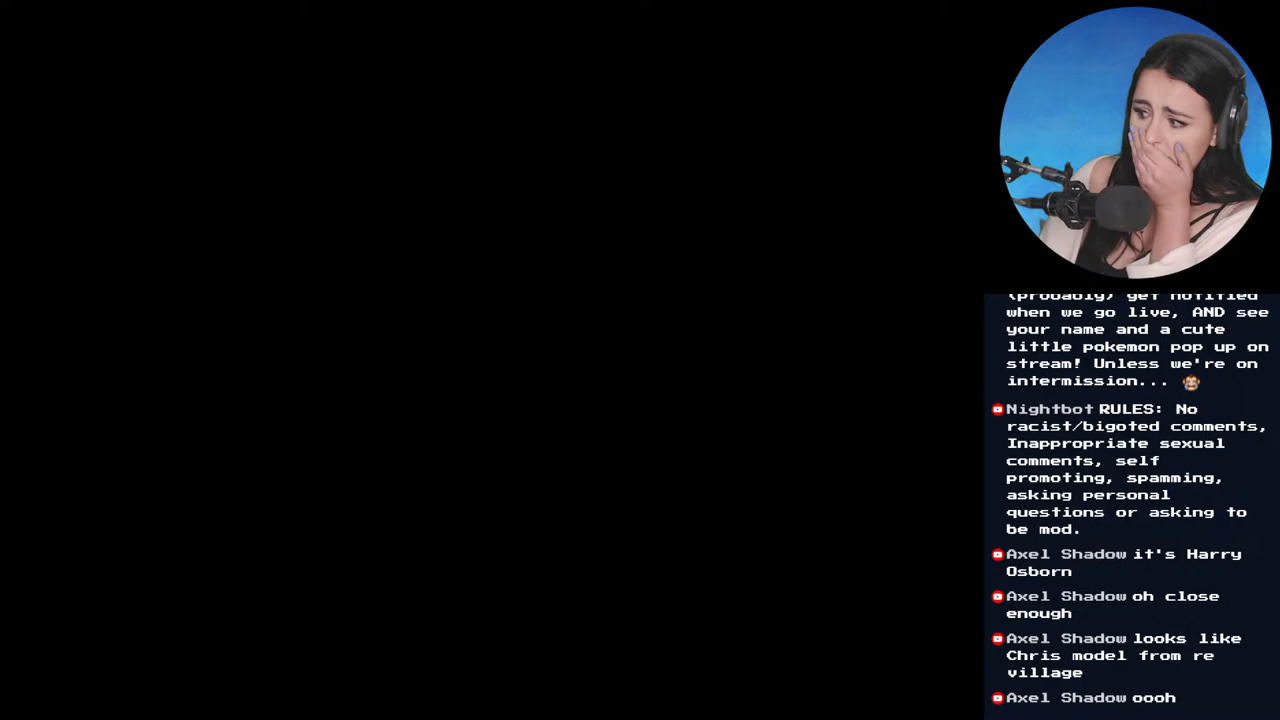 (probably) get notified
when we go live, AND see
your name and a cute
little pokemon pop up on
stream! Unless we're on
intermission...
Nightbot RULES: No
racist/bigoted comments,
Inappropriate sexual
comments, self
promoting, spamming,
asking personal
questions or asking to
be mod.
Axel Shadow it's Harry
Osborn
Axel Shadow oh close
enough
Axel Shadow looks like
Chris model from re
village
Axel Shadow oooh